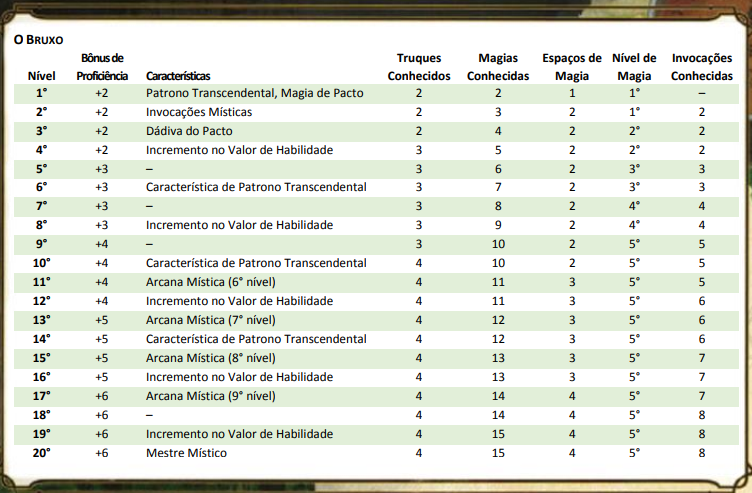 O BRUXO
Bônus de Truques Magias Espaços de Nível de Invocações
Nível Proficiência Características Conhecidos Conhecidas Magia Magia Conhecidas
1° +2 Patrono Transcendental, Magia de Pacto 2 2 1 1° –
2° +2 Invocações Místicas 2 3 2 1° 2
3° +2 Dádiva do Pacto 2 4 2 2° 2
4° +2 Incremento no Valor de Habilidade 3 5 2 2° 2
5° +3 – 3 6 2 3° 3
6° +3 Característica de Patrono Transcendental 3 7 2 3° 3
7° +3 – 3 8 2 4° 4
8° +3 Incremento no Valor de Habilidade 3 9 2 4° 4
9° +4 – 3 10 2 5° 5
10° +4 Característica de Patrono Transcendental 4 10 2 5° 5
11° +4 Arcana Mística (6° nível) 4 11 3 5° 5
12° +4 Incremento no Valor de Habilidade 4 11 3 5° 6
13° +5 Arcana Mística (7° nível) 4 12 3 5° 6
14° +5 Característica de Patrono Transcendental 4 12 3 5° 6
15° +5 Arcana Mística (8° nível) 4 13 3 5° 7
16° +5 Incremento no Valor de Habilidade 4 13 3 5° 7
17° +6 Arcana Mística (9° nível) 4 14 4 5° 7
18° +6 – 4 14 4 5° 8
19° +6 Incremento no Valor de Habilidade 4 15 4 5° 8
20° +6 Mestre Místico 4 15 4 5° 8